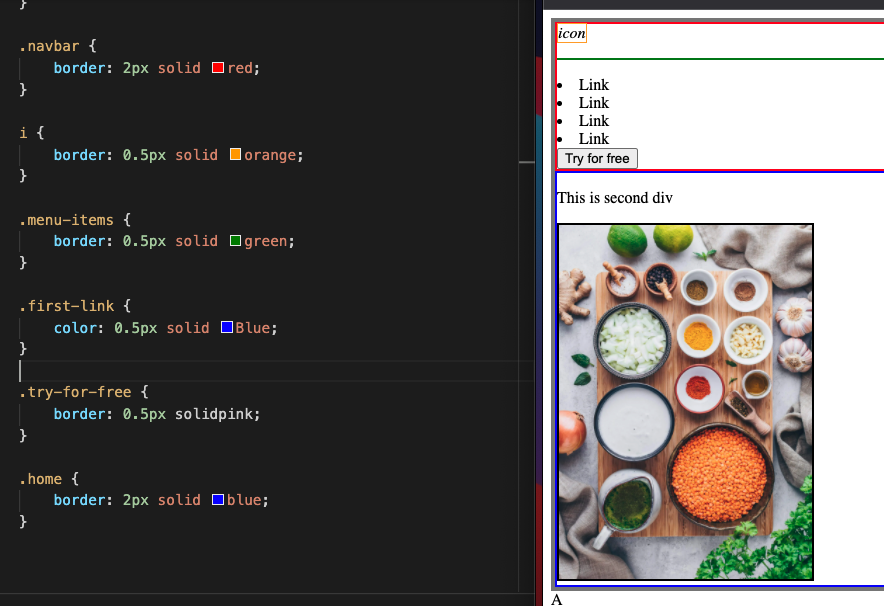 }
.navbar {
border: 2px solid red;
}
i {
border: 0.5px solid orange;
}
.menu-items {
border: 0.5px solid green;
}
.first-link {
color: 0.5px solid Blue;
}
.try-for-free {
border: 0.5px solidpink;
}
.home {
border: 2px solid blue;
}
icon
Link
Link
Link
Link
Try for free
This is second div
A